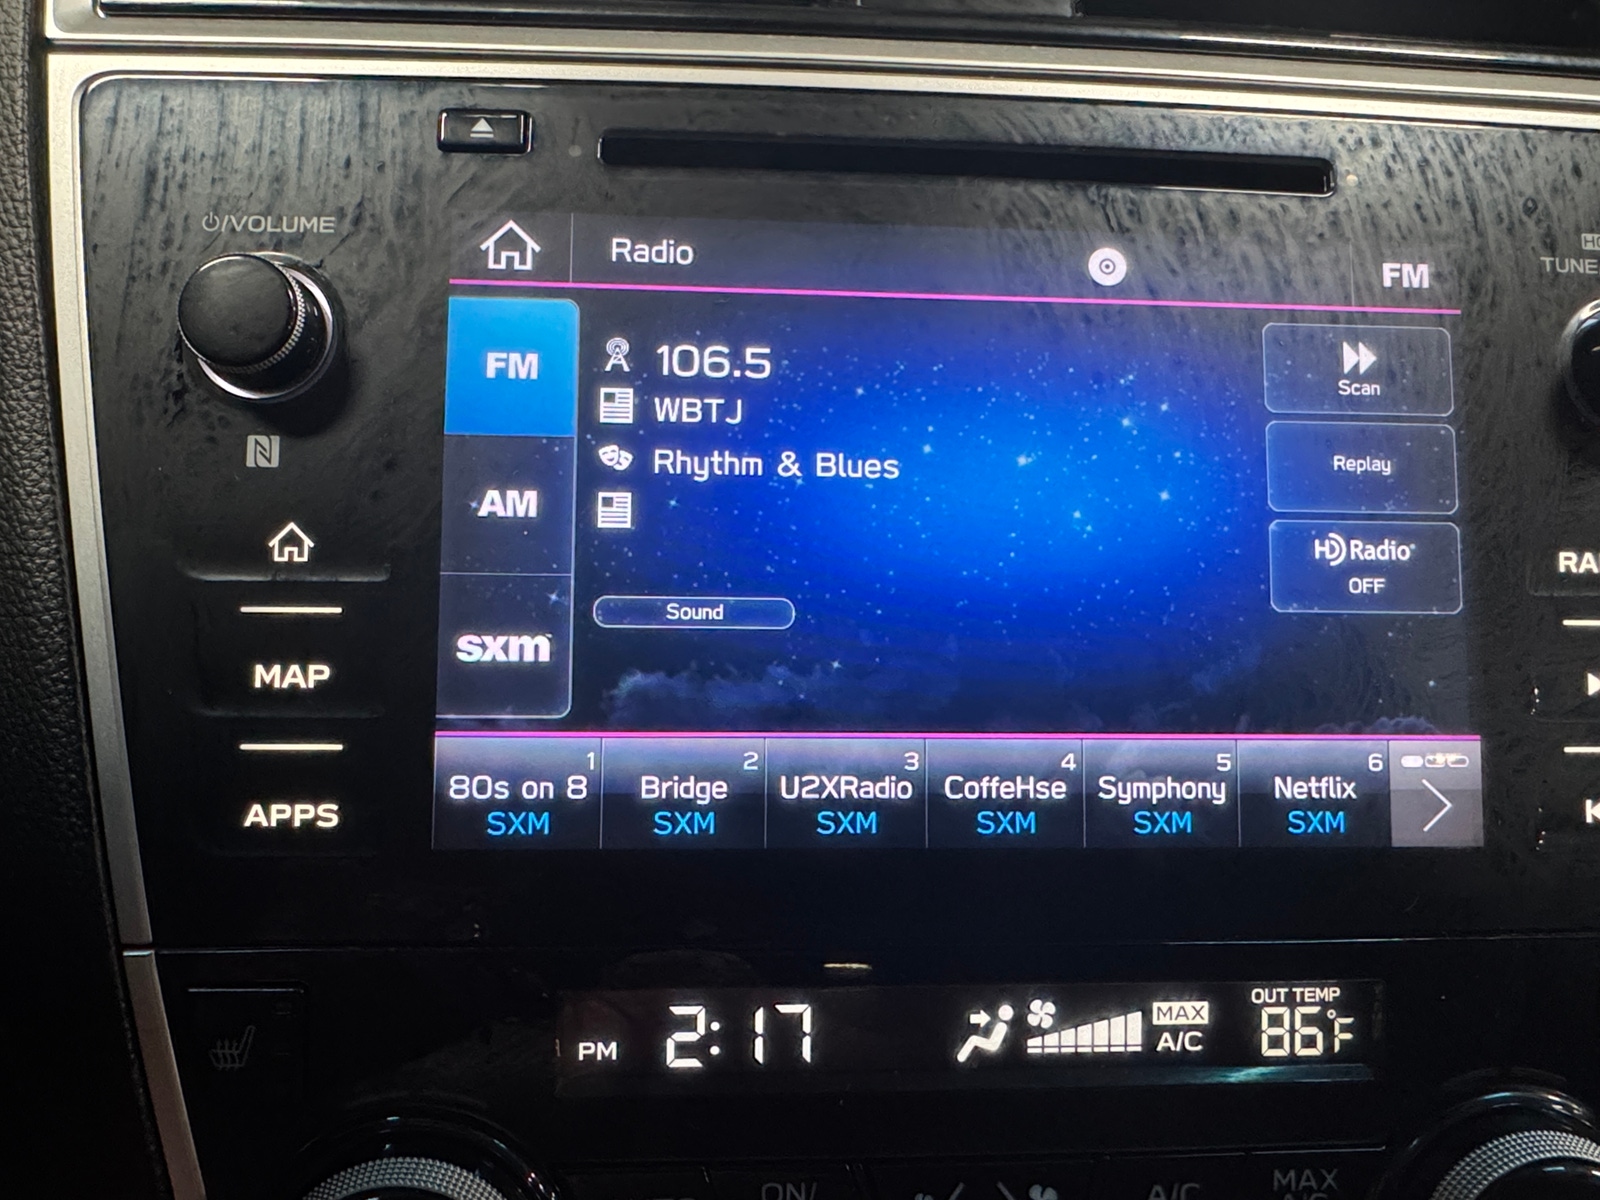 /VOLUME
Radio
FM
TUNE
FM
106.5
WBTJ
Rhythm & Blues
Scan
Replay
AM
HD Radio
OFF
Sound
sxm
MAP
APPS
1
80s on 8
SXM
2
Bridge
SXM
3
U2XRadio
SXM
4
CoffeHse
SXM
5
Symphony
SXM
6
Netflix
SXM
PM 2:17
MAX
A/C
OUT TEMP
86°F
ON/
A/C
MAX